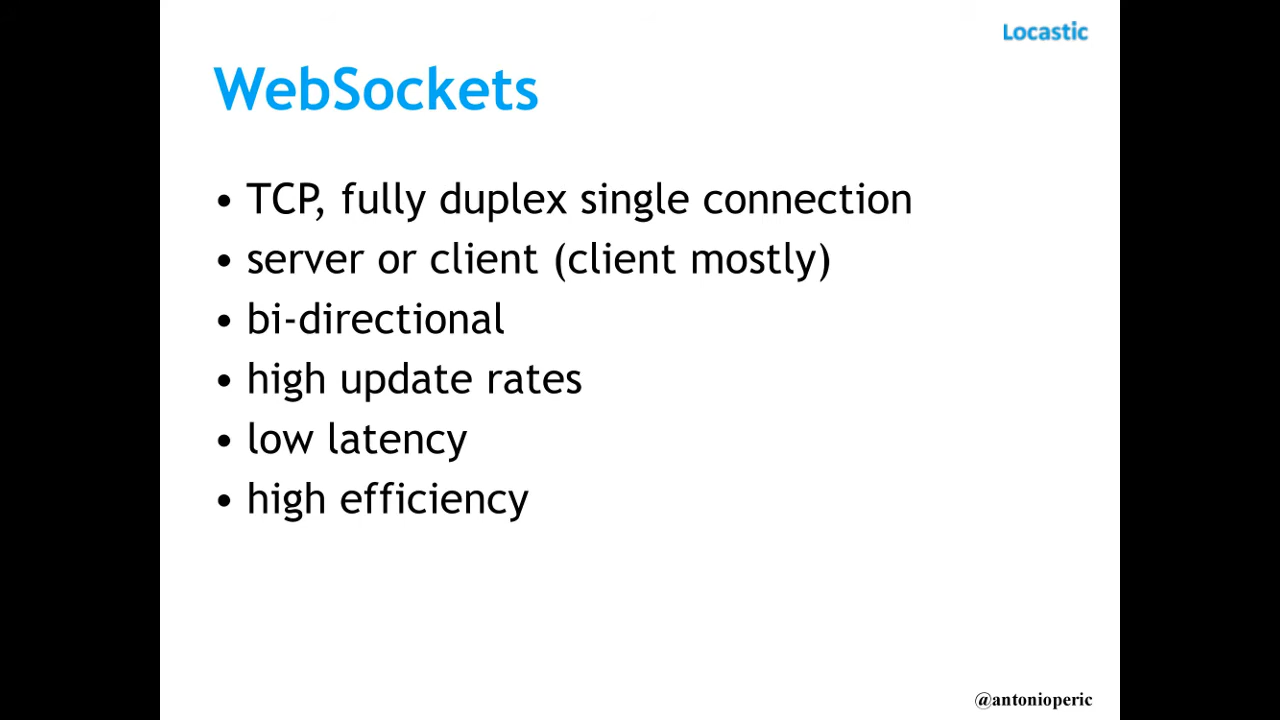 Locastic
WebSockets
• TCP, fully duplex single connection
• server or client (client mostly)
• bi-directional
• high update rates
• low latency
• high efficiency
@antonioperic